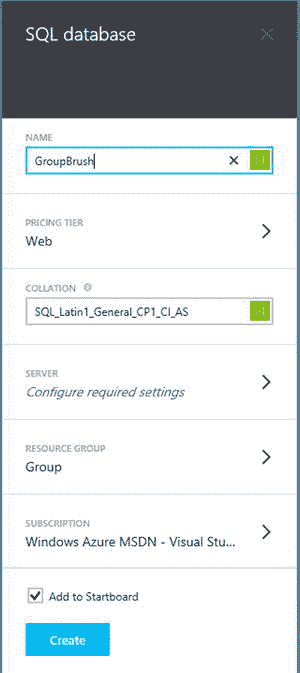 SQL database
NAME
GroupBrush
PRICING TIER
Web
COLLATION
SQL_Latin1_General_CP1_CI_AS
SERVER
Configure required settings
RESOURCE GROUP
Group
SUBSCRIPTION
Windows Azure MSDN - Visual Stu...
Add to Startboard
Create